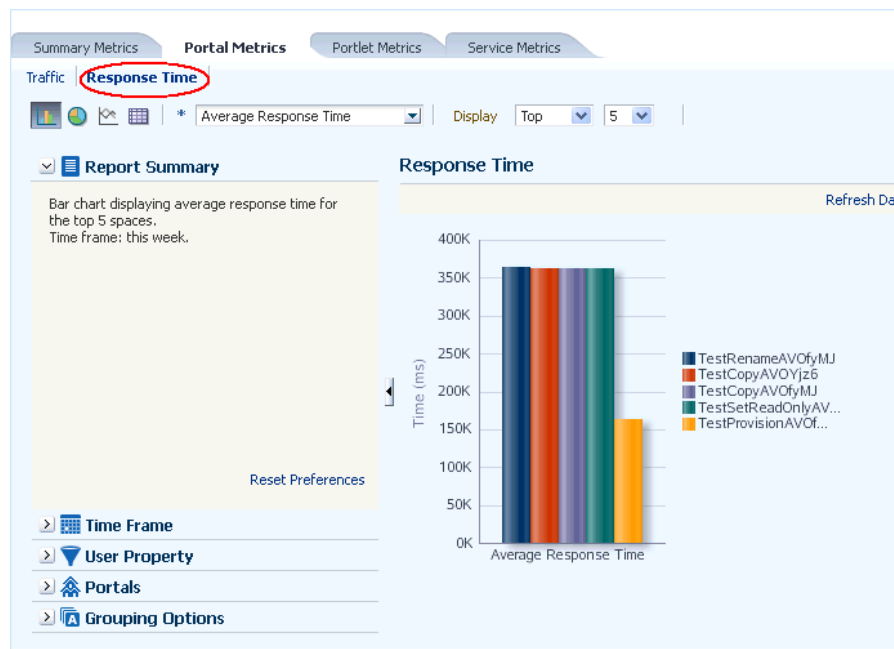 Summary Metrics Portal Metrics Portlet Metrics Service Metrics
Traffic Response Time
* Average Response Time Display Top 5
Report Summary
Bar chart displaying average response time for
the top 5 spaces.
Time frame: this week.
Reset Preferences
Time Frame
User Property
Portals
Grouping Options
Response Time
Refresh Da
400K
350K
300K
250K
200K
150K
100K
50K
0K
Time (ms)
Average Response Time
TestRenameAVOfyMJ
TestCopyAVOYjz6
TestCopyAVOfyMJ
TestSetReadOnlyAV...
TestProvisionAVOf...